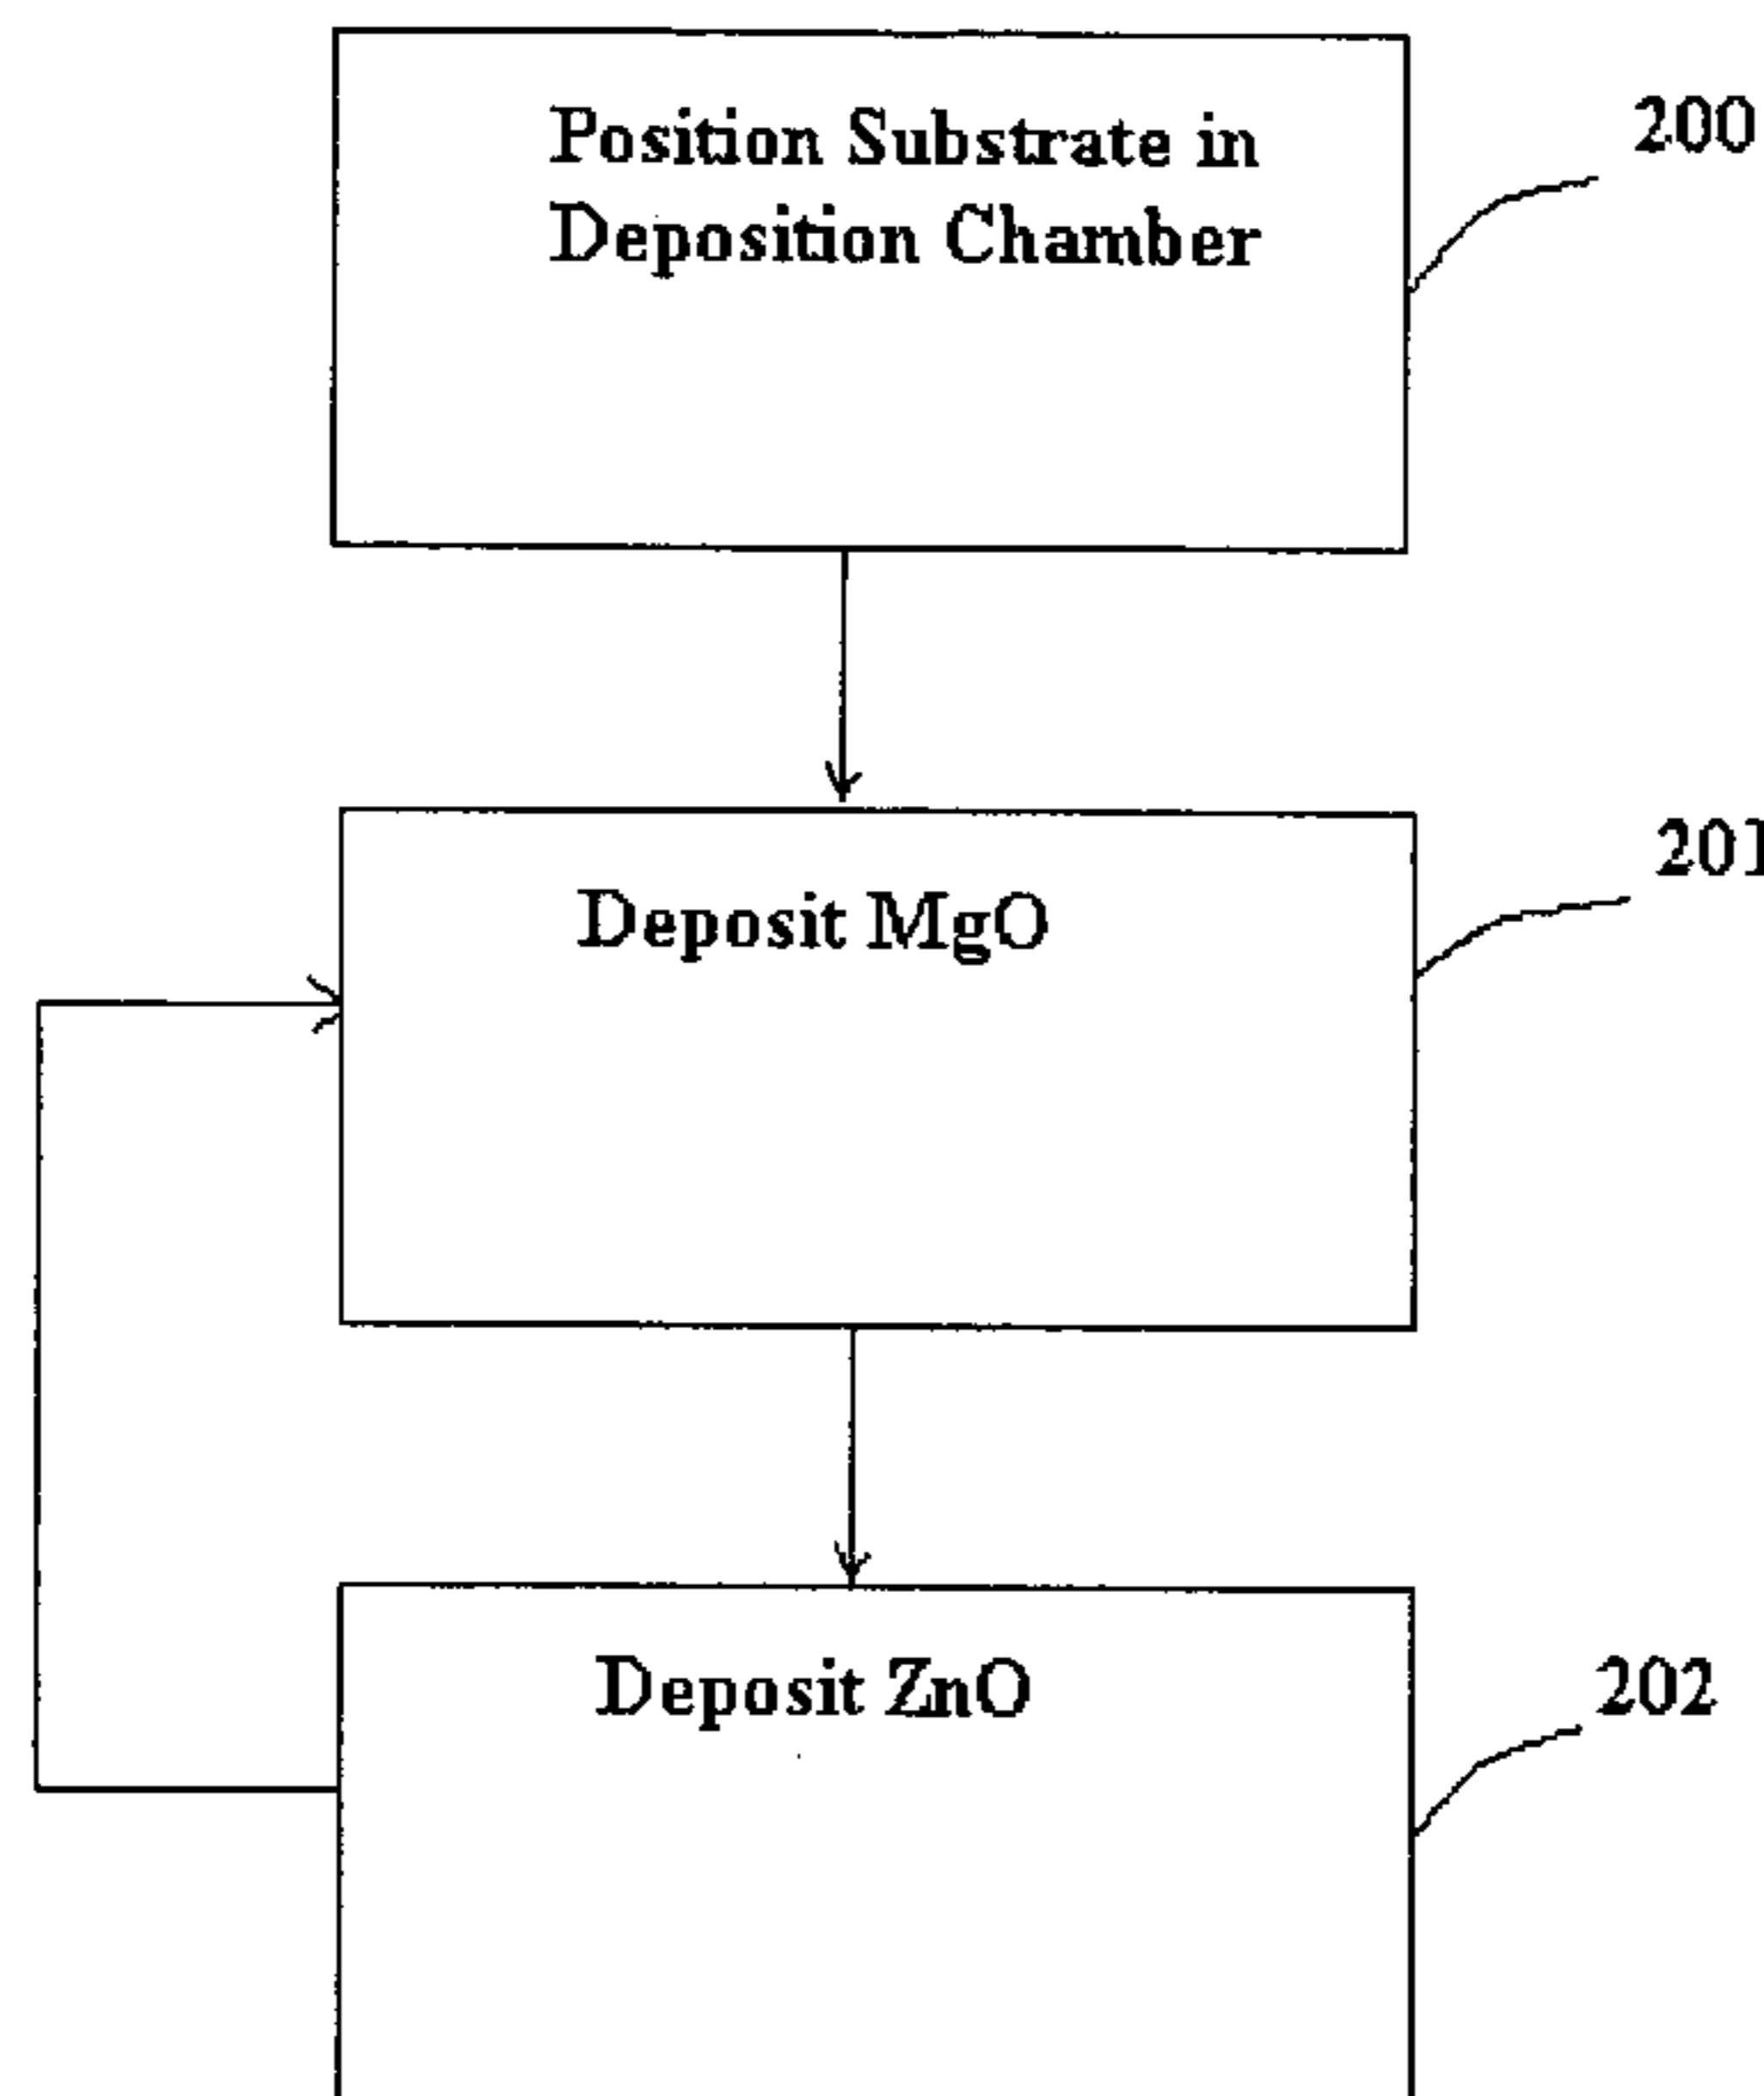 Position Substrate in
Deposition Chamber
200
Deposit MgO
201
Deposit ZnO
202